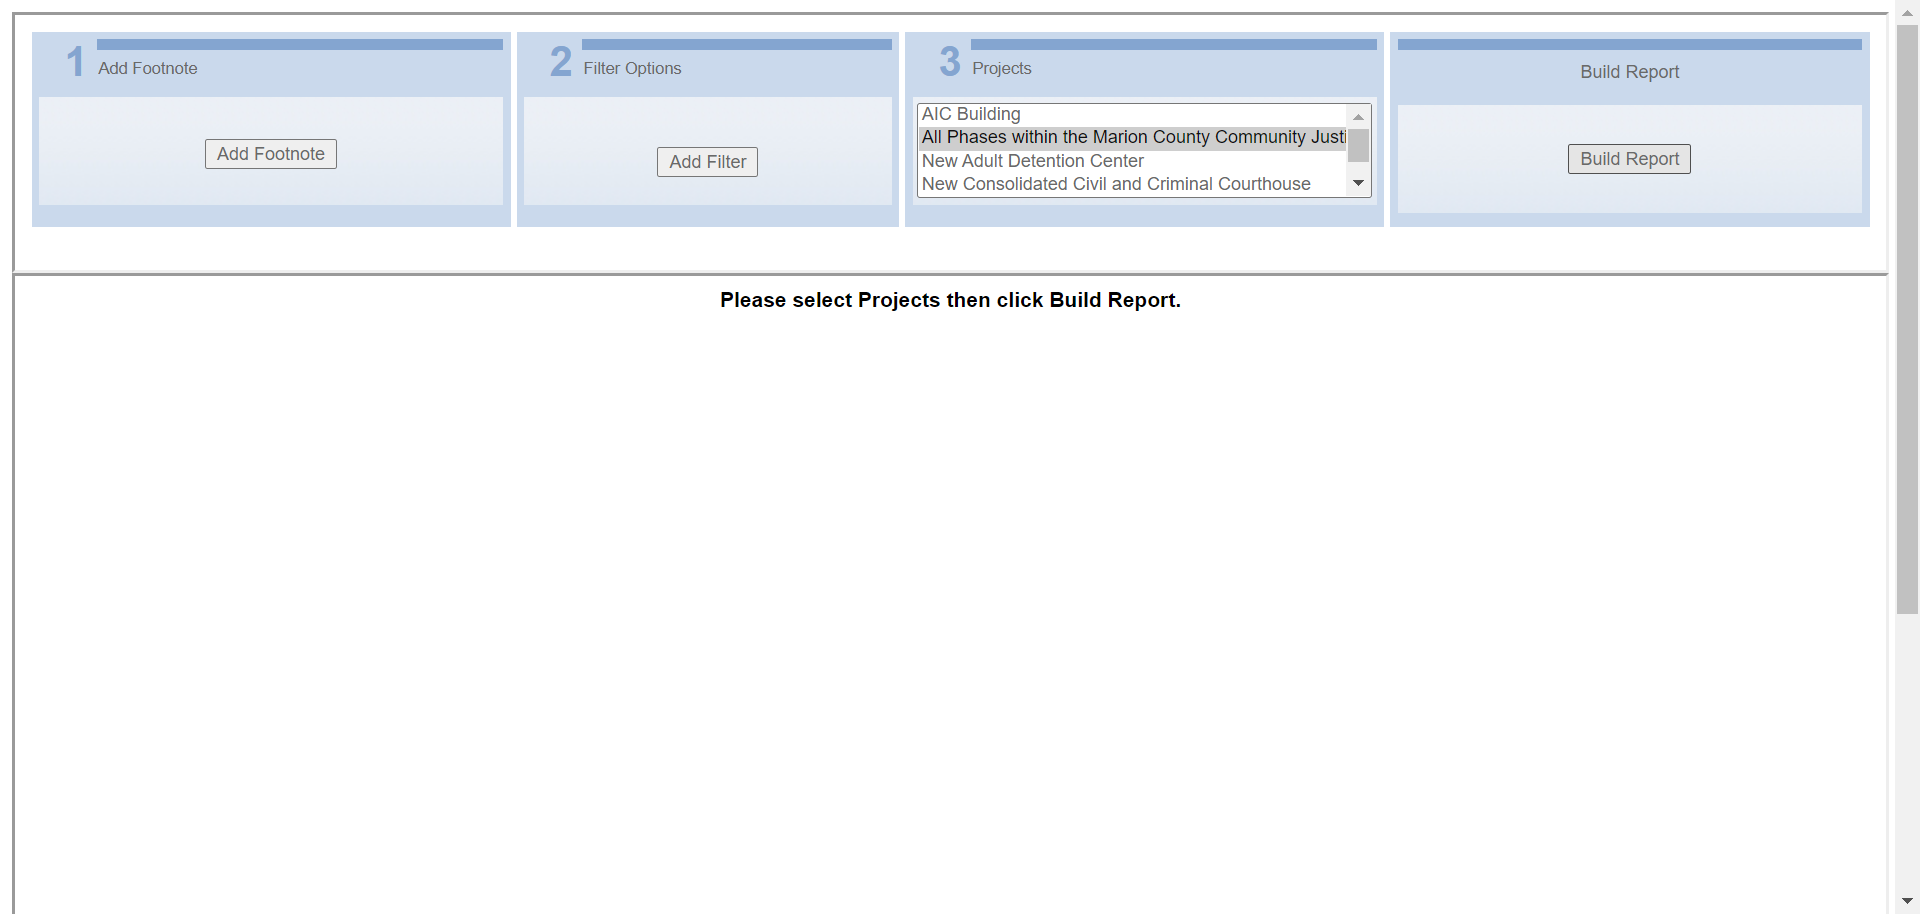 1 Add Footnote
Add Footnote
2 Filter Options
Add Filter
3 Projects
AIC Building
All Phases within the Marion County Community Justi
New Adult Detention Center
New Consolidated Civil and Criminal Courthouse
Build Report
Build Report
Please select Projects then click Build Report.